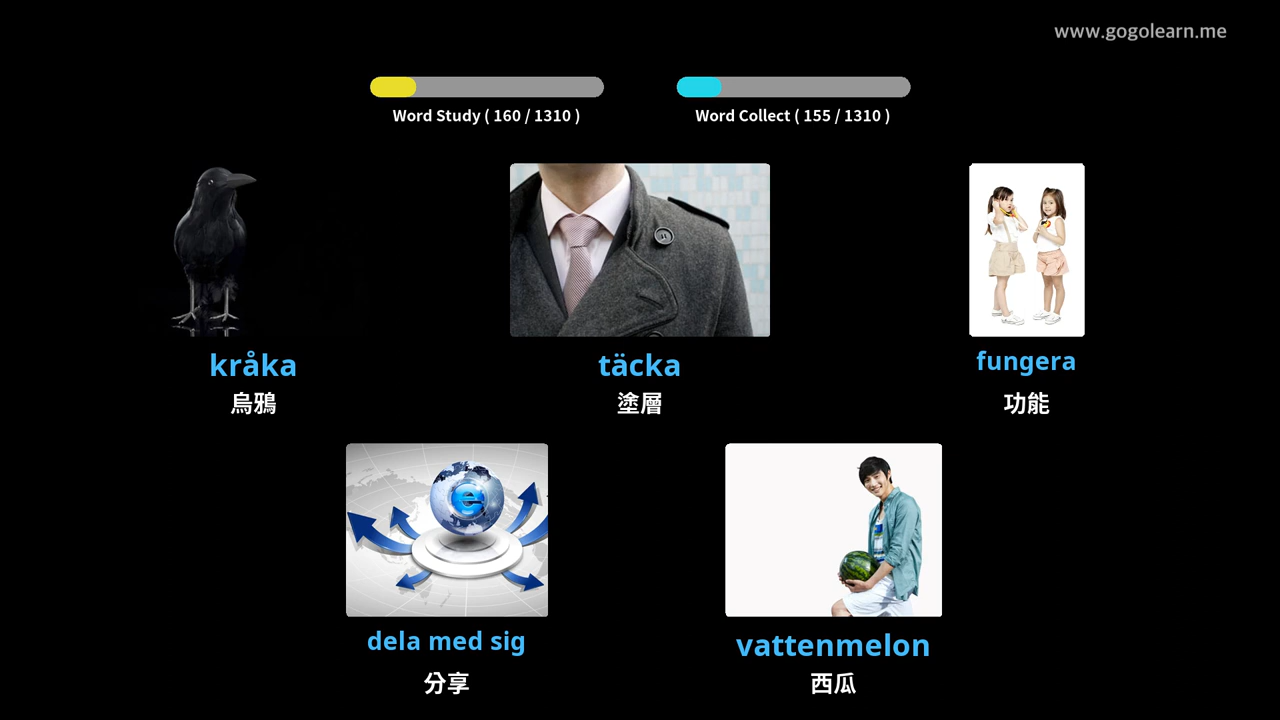 www.gogolearn.me
Word Study ( 160 / 1310 )
Word Collect ( 155 / 1310 )
kråka
烏鴉
täcka
塗層
fungera
功能
e
dela med sig
分享
vattenmelon
西瓜